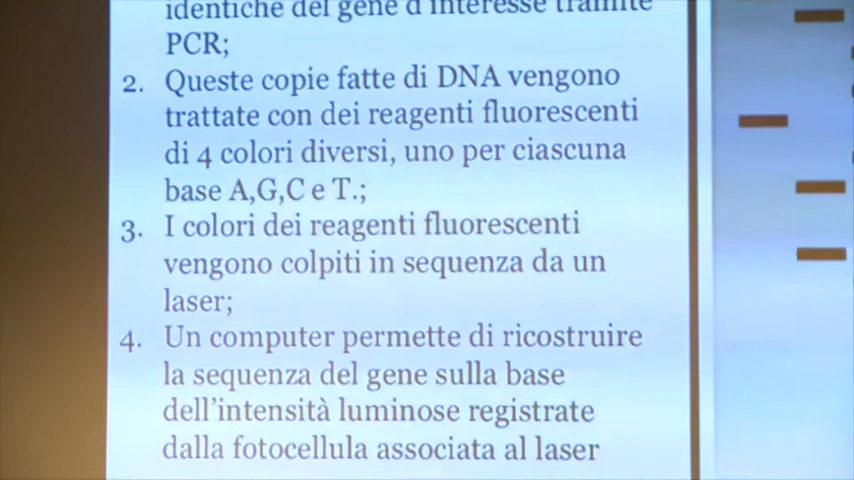 identiche del gene d'interesse tramite
PCR;
2. Queste copie fatte di DNA vengono
trattate con dei reagenti fluorescenti
di 4 colori diversi, uno per ciascuna
base A,G,C e T.;
3. I colori dei reagenti fluorescenti
vengono colpiti in sequenza da un
laser;
4. Un computer permette di ricostruire
la sequenza del gene sulla base
dell'intensità luminose registrate
dalla fotocellula associata al laser